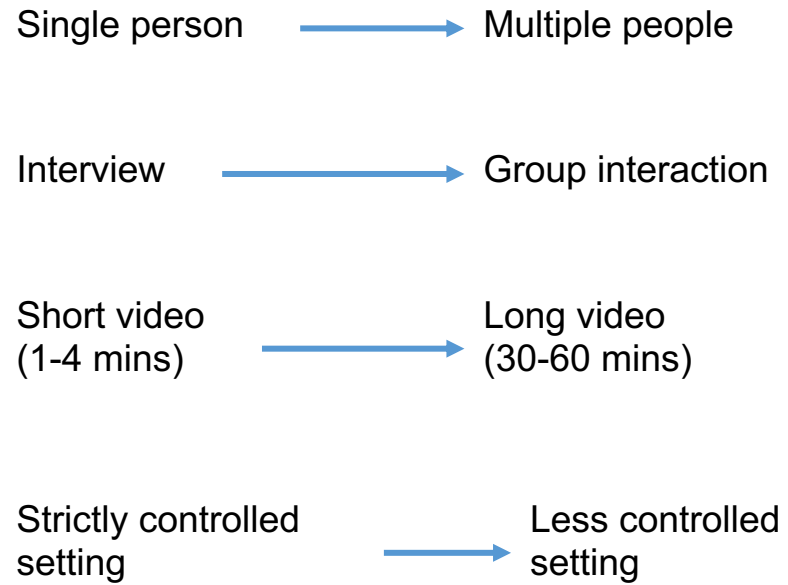 Single person
Multiple people
Interview
Group interaction
Short video
(1-4 mins)
Long video
(30-60 mins)
Strictly controlled
setting
Less controlled
setting